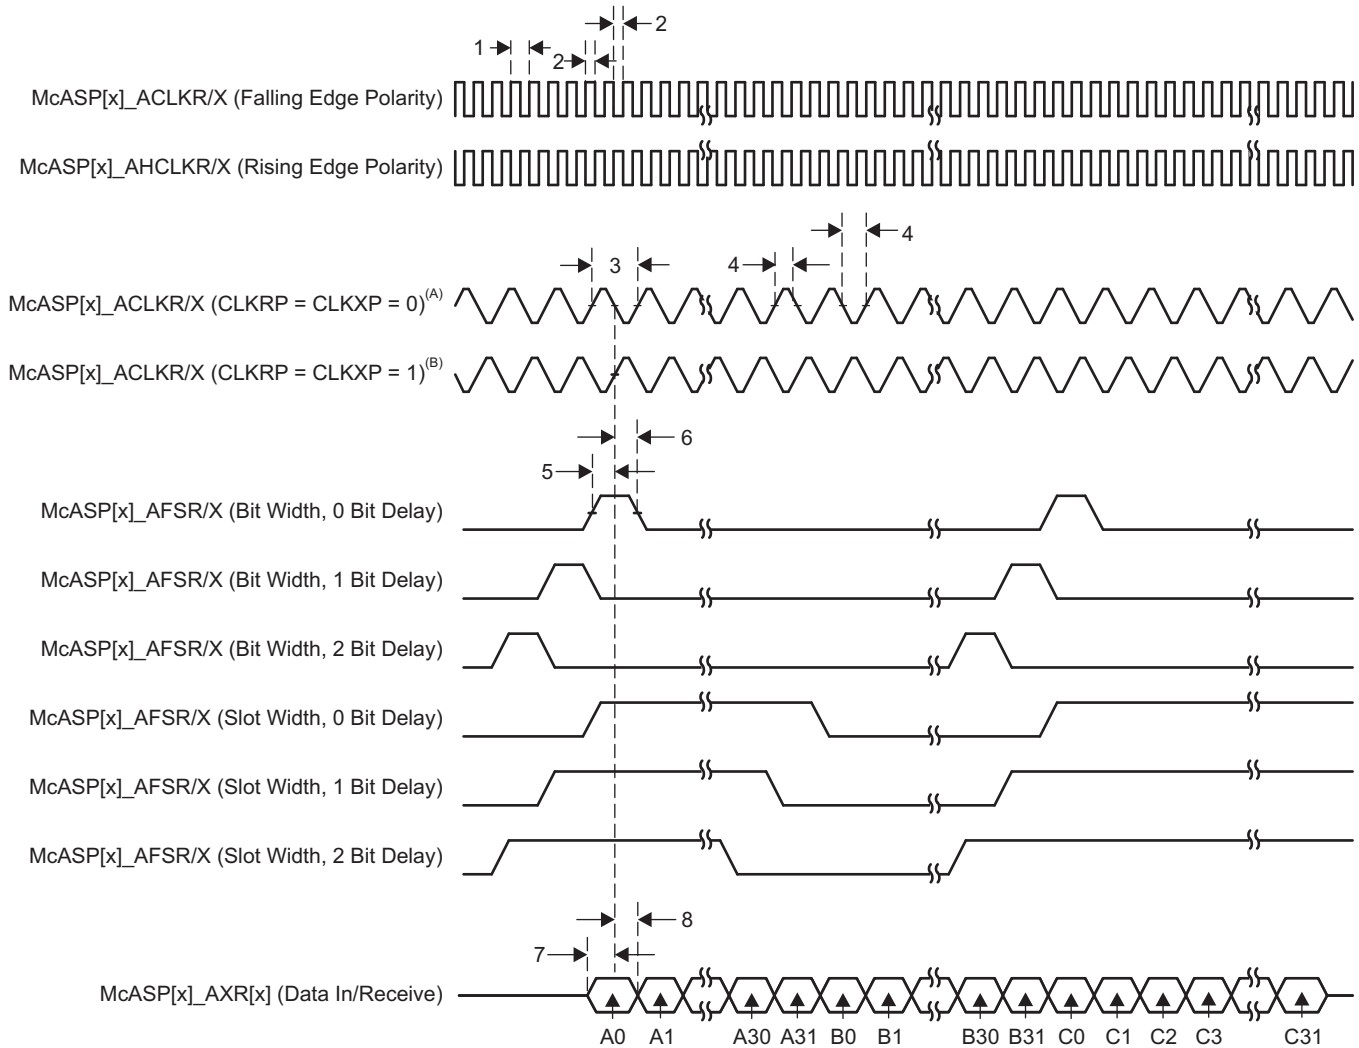 2
1
2
McASP[x]_ACLKR/X (Falling Edge Polarity)
McASP[x]_AHCLKR/X (Rising Edge Polarity)
4
3
4
McASP[x]_ACLKR/X (CLKRP = CLKXP = 0)(A)
McASP[x]_ACLKR/X (CLKRP = CLKXP = 1)(B)
6
5
McASP[x]_AFSR/X (Bit Width, 0 Bit Delay)
McASP[x]_AFSR/X (Bit Width, 1 Bit Delay)
McASP[x]_AFSR/X (Bit Width, 2 Bit Delay)
McASP[x]_AFSR/X (Slot Width, 0 Bit Delay)
McASP[x]_AFSR/X (Slot Width, 1 Bit Delay)
McASP[x]_AFSR/X (Slot Width, 2 Bit Delay)
8
7
McASP[x]_AXR[x] (Data In/Receive)
A0 A1 A30 A31 B0 B1 B30 B31 C0 C1 C2 C3 C31